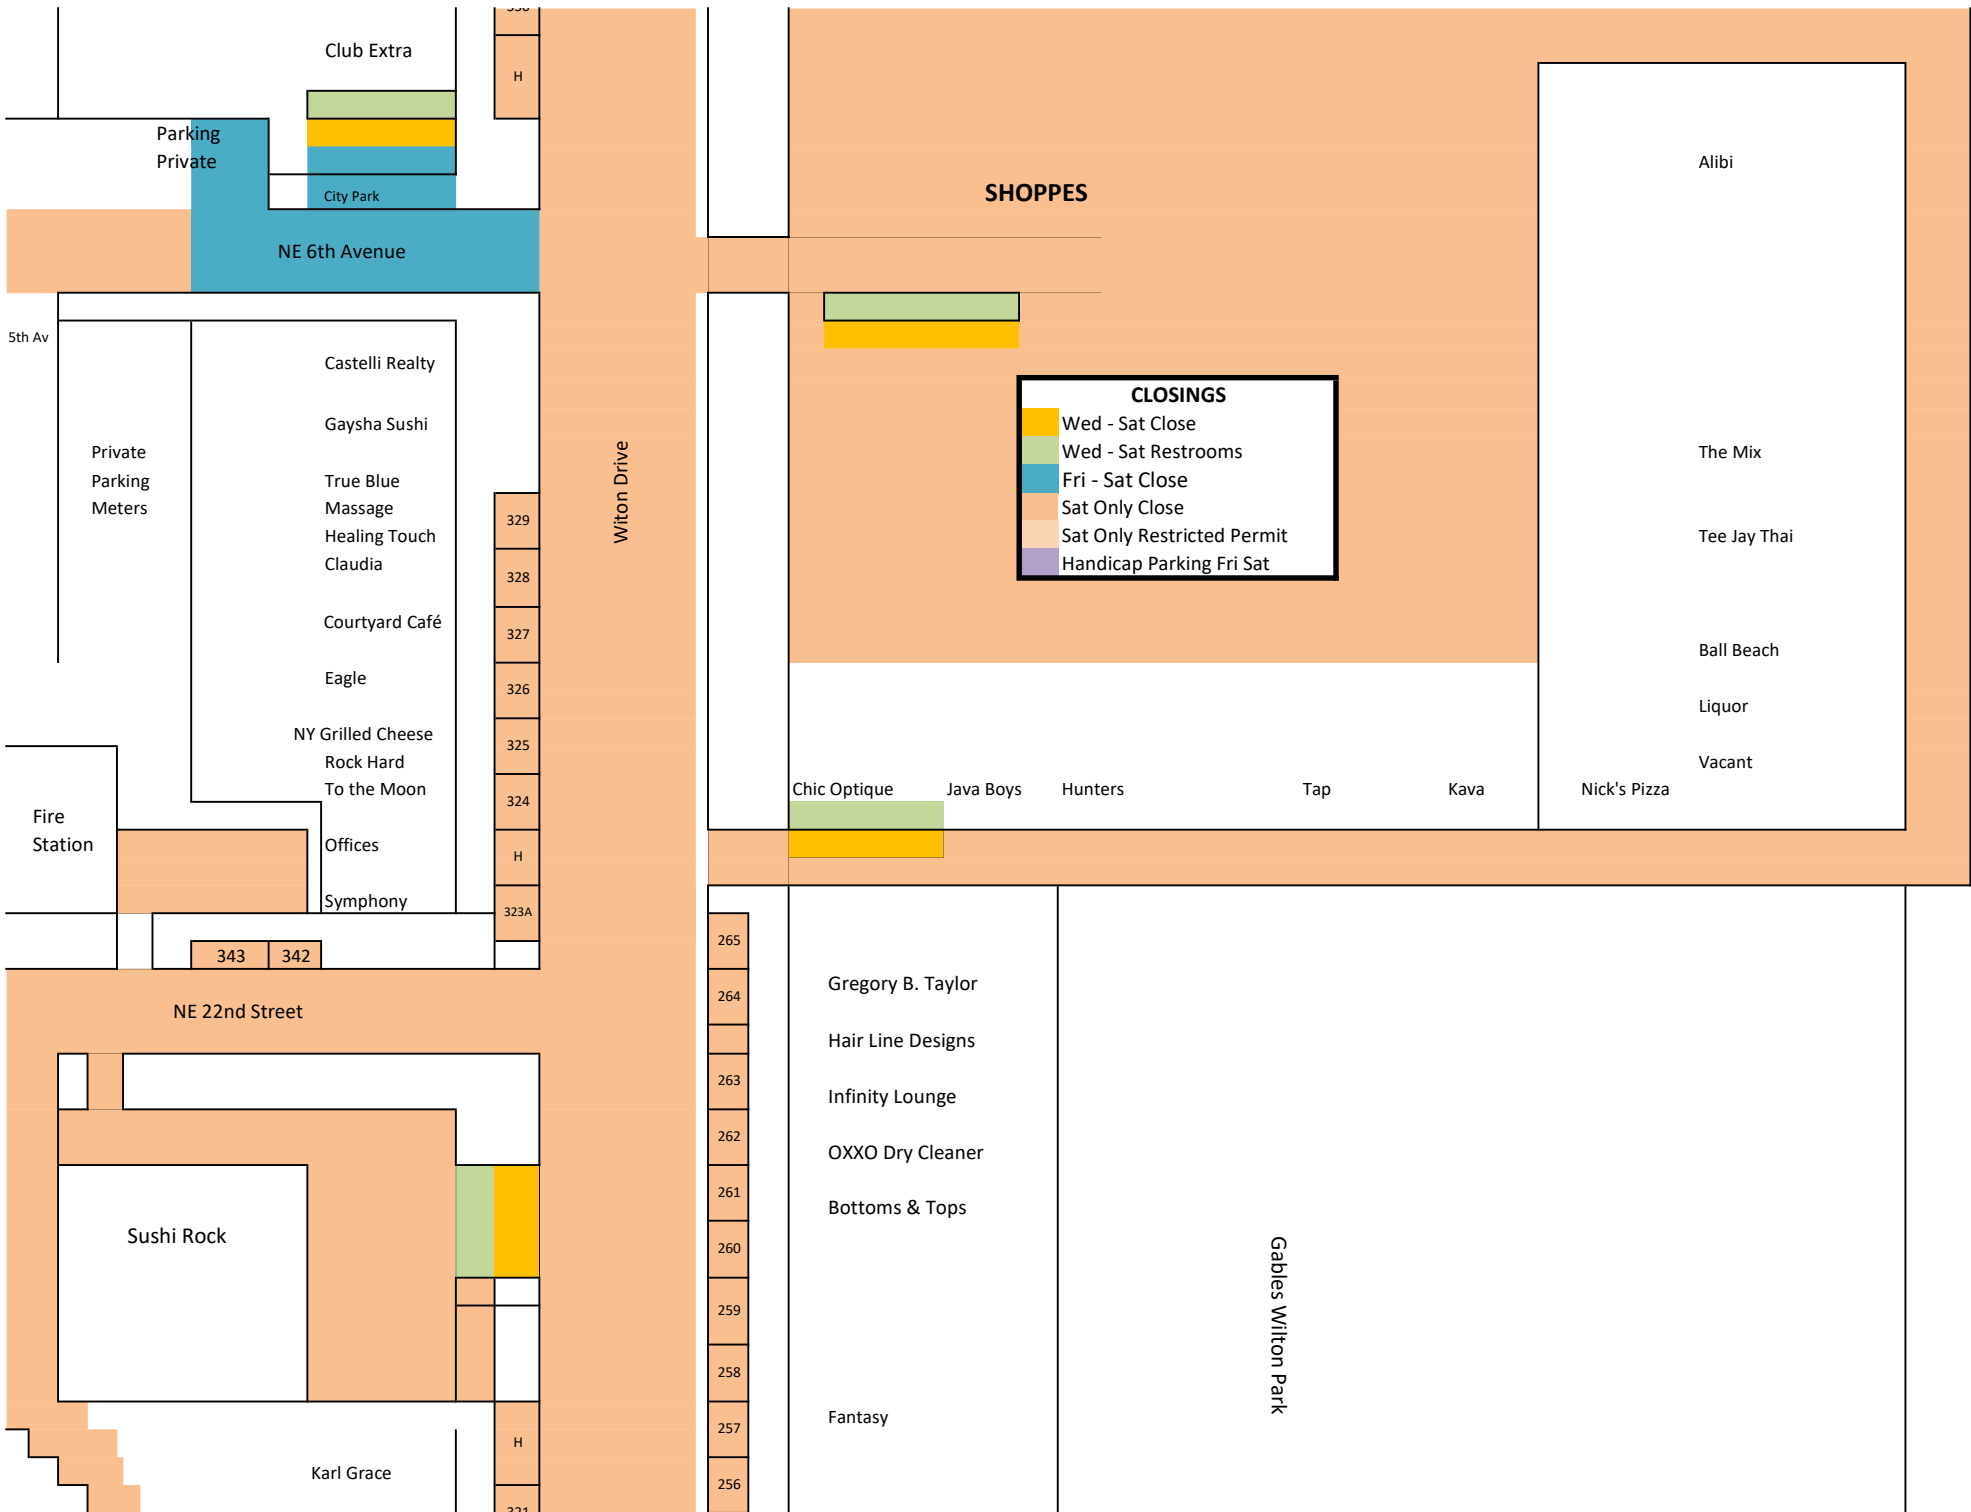 330
Club Extra
H
Parking
Private
Alibi
City Park
SHOPPES
NE 6th Avenue
5th Av
Castelli Realty
CLOSINGS
Wed - Sat Close
Wed - Sat Restrooms
Fri - Sat Close
Sat Only Close
Sat Only Restricted Permit
Handicap Parking Fri Sat
Gaysha Sushi
Private
Parking
Meters
True Blue
Massage
Healing Touch
Claudia
Witon Drive
The Mix
Tee Jay Thai
329
328
Courtyard Café
327
Ball Beach
Eagle
326
Liquor
NY Grilled Cheese
Rock Hard
To the Moon
325
Vacant
324
Chic Optique
Java Boys
Hunters
Tap
Kava
Nick's Pizza
Fire
Station
Offices
H
Symphony
323A
343
342
265
Gregory B. Taylor
264
NE 22nd Street
Hair Line Designs
263
Infinity Lounge
262
OXXO Dry Cleaner
261
Bottoms & Tops
Sushi Rock
260
Gables Wilton Park
259
258
Fantasy
257
H
Karl Grace
256
321